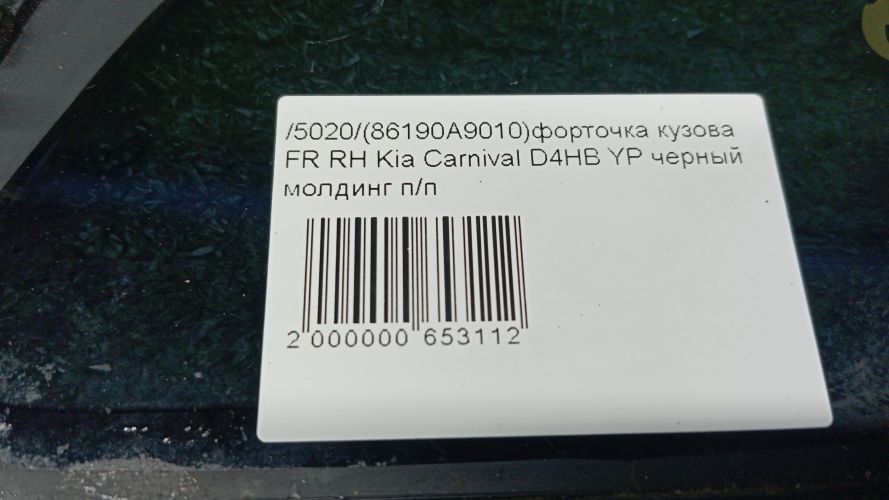 /5020/(86190A9010)форточка кузова
FR RH Kia Carnival D4HB YP черный
молдинг п/п
2 000000 653112